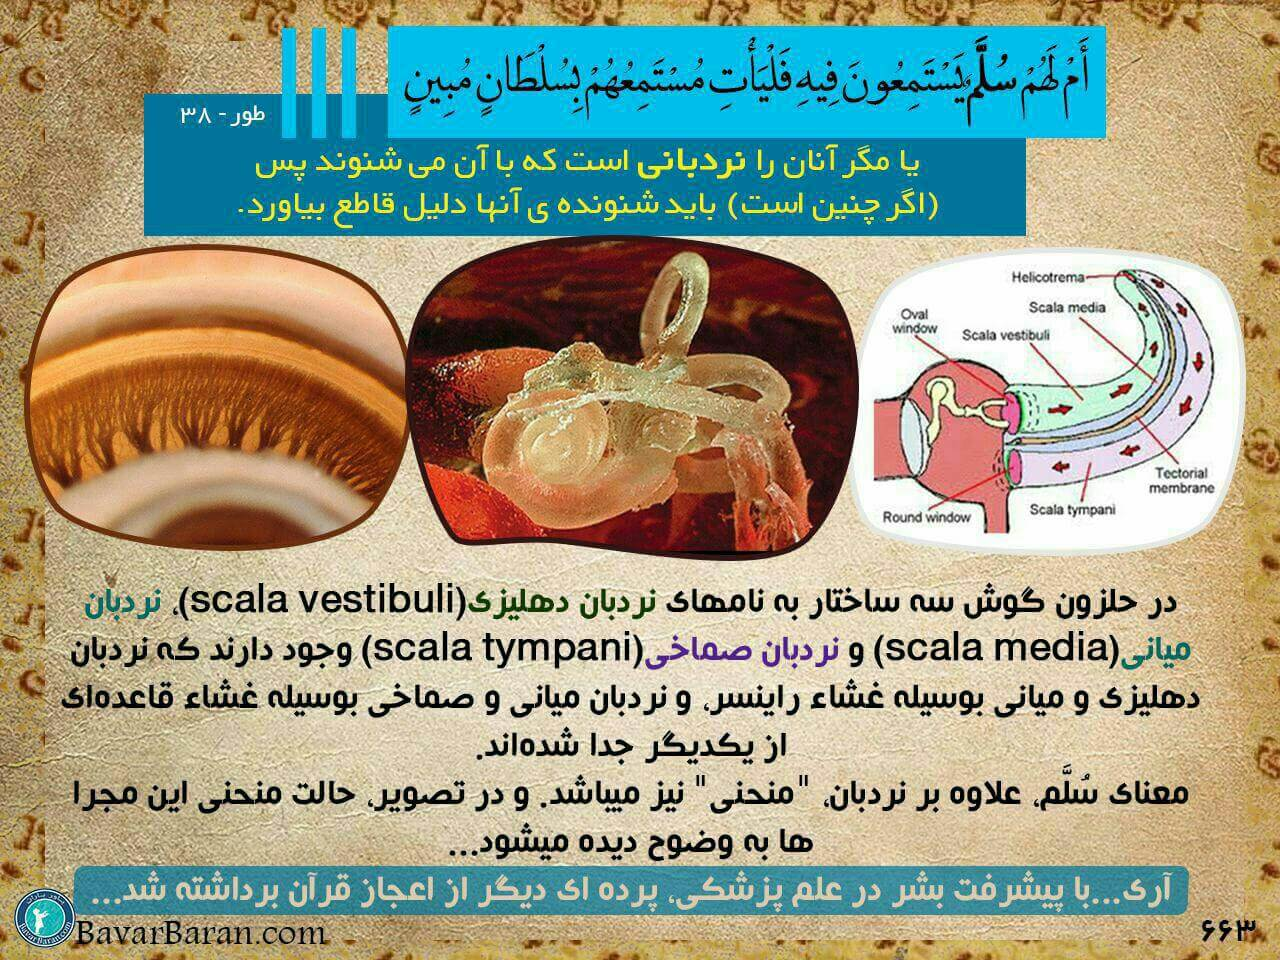 أَمْ لَهُمْ سُلَّمٌ يَسْتَمِعُونَ فِيهِ فَلْيَأْتِ مُسْتَمِعُهُمْ بِسُلْطَانٍ مُبِينٍ
طور - ۳۸
یا مگر آنان را نردبانی است که با آن می شنوند پس
(اگر چنین است) باید شنونده ی آنها دلیل قاطع بیاورد.
Helicotrema
Scala media
Oval
window
Scala vestibuli
Tectorial
membrane
Round window
Scala tympani
در حلزون گوش سه ساختار به نامهای نردبان دهلیزی(scala vestibuli)، نردبان
میانی(scala media) و نردبان صماخی(scala tympani) وجود دارند که نردبان
دهلیزی و میانی بوسیله غشاء راینسر، و نردبان میانی و صماخی بوسیله غشاء قاعده‌ای
از یکدیگر جدا شده‌اند.
معنای سُلَّم، علاوه بر نردبان، "منحنی" نیز میباشد. و در تصویر، حالت منحنی این مجرا
ها به وضوح دیده میشود...
آری...با پیشرفت بشر در علم پزشکی، پرده ای دیگر از اعجاز قرآن برداشته شد...
BavarBaran.com
۶۶۳